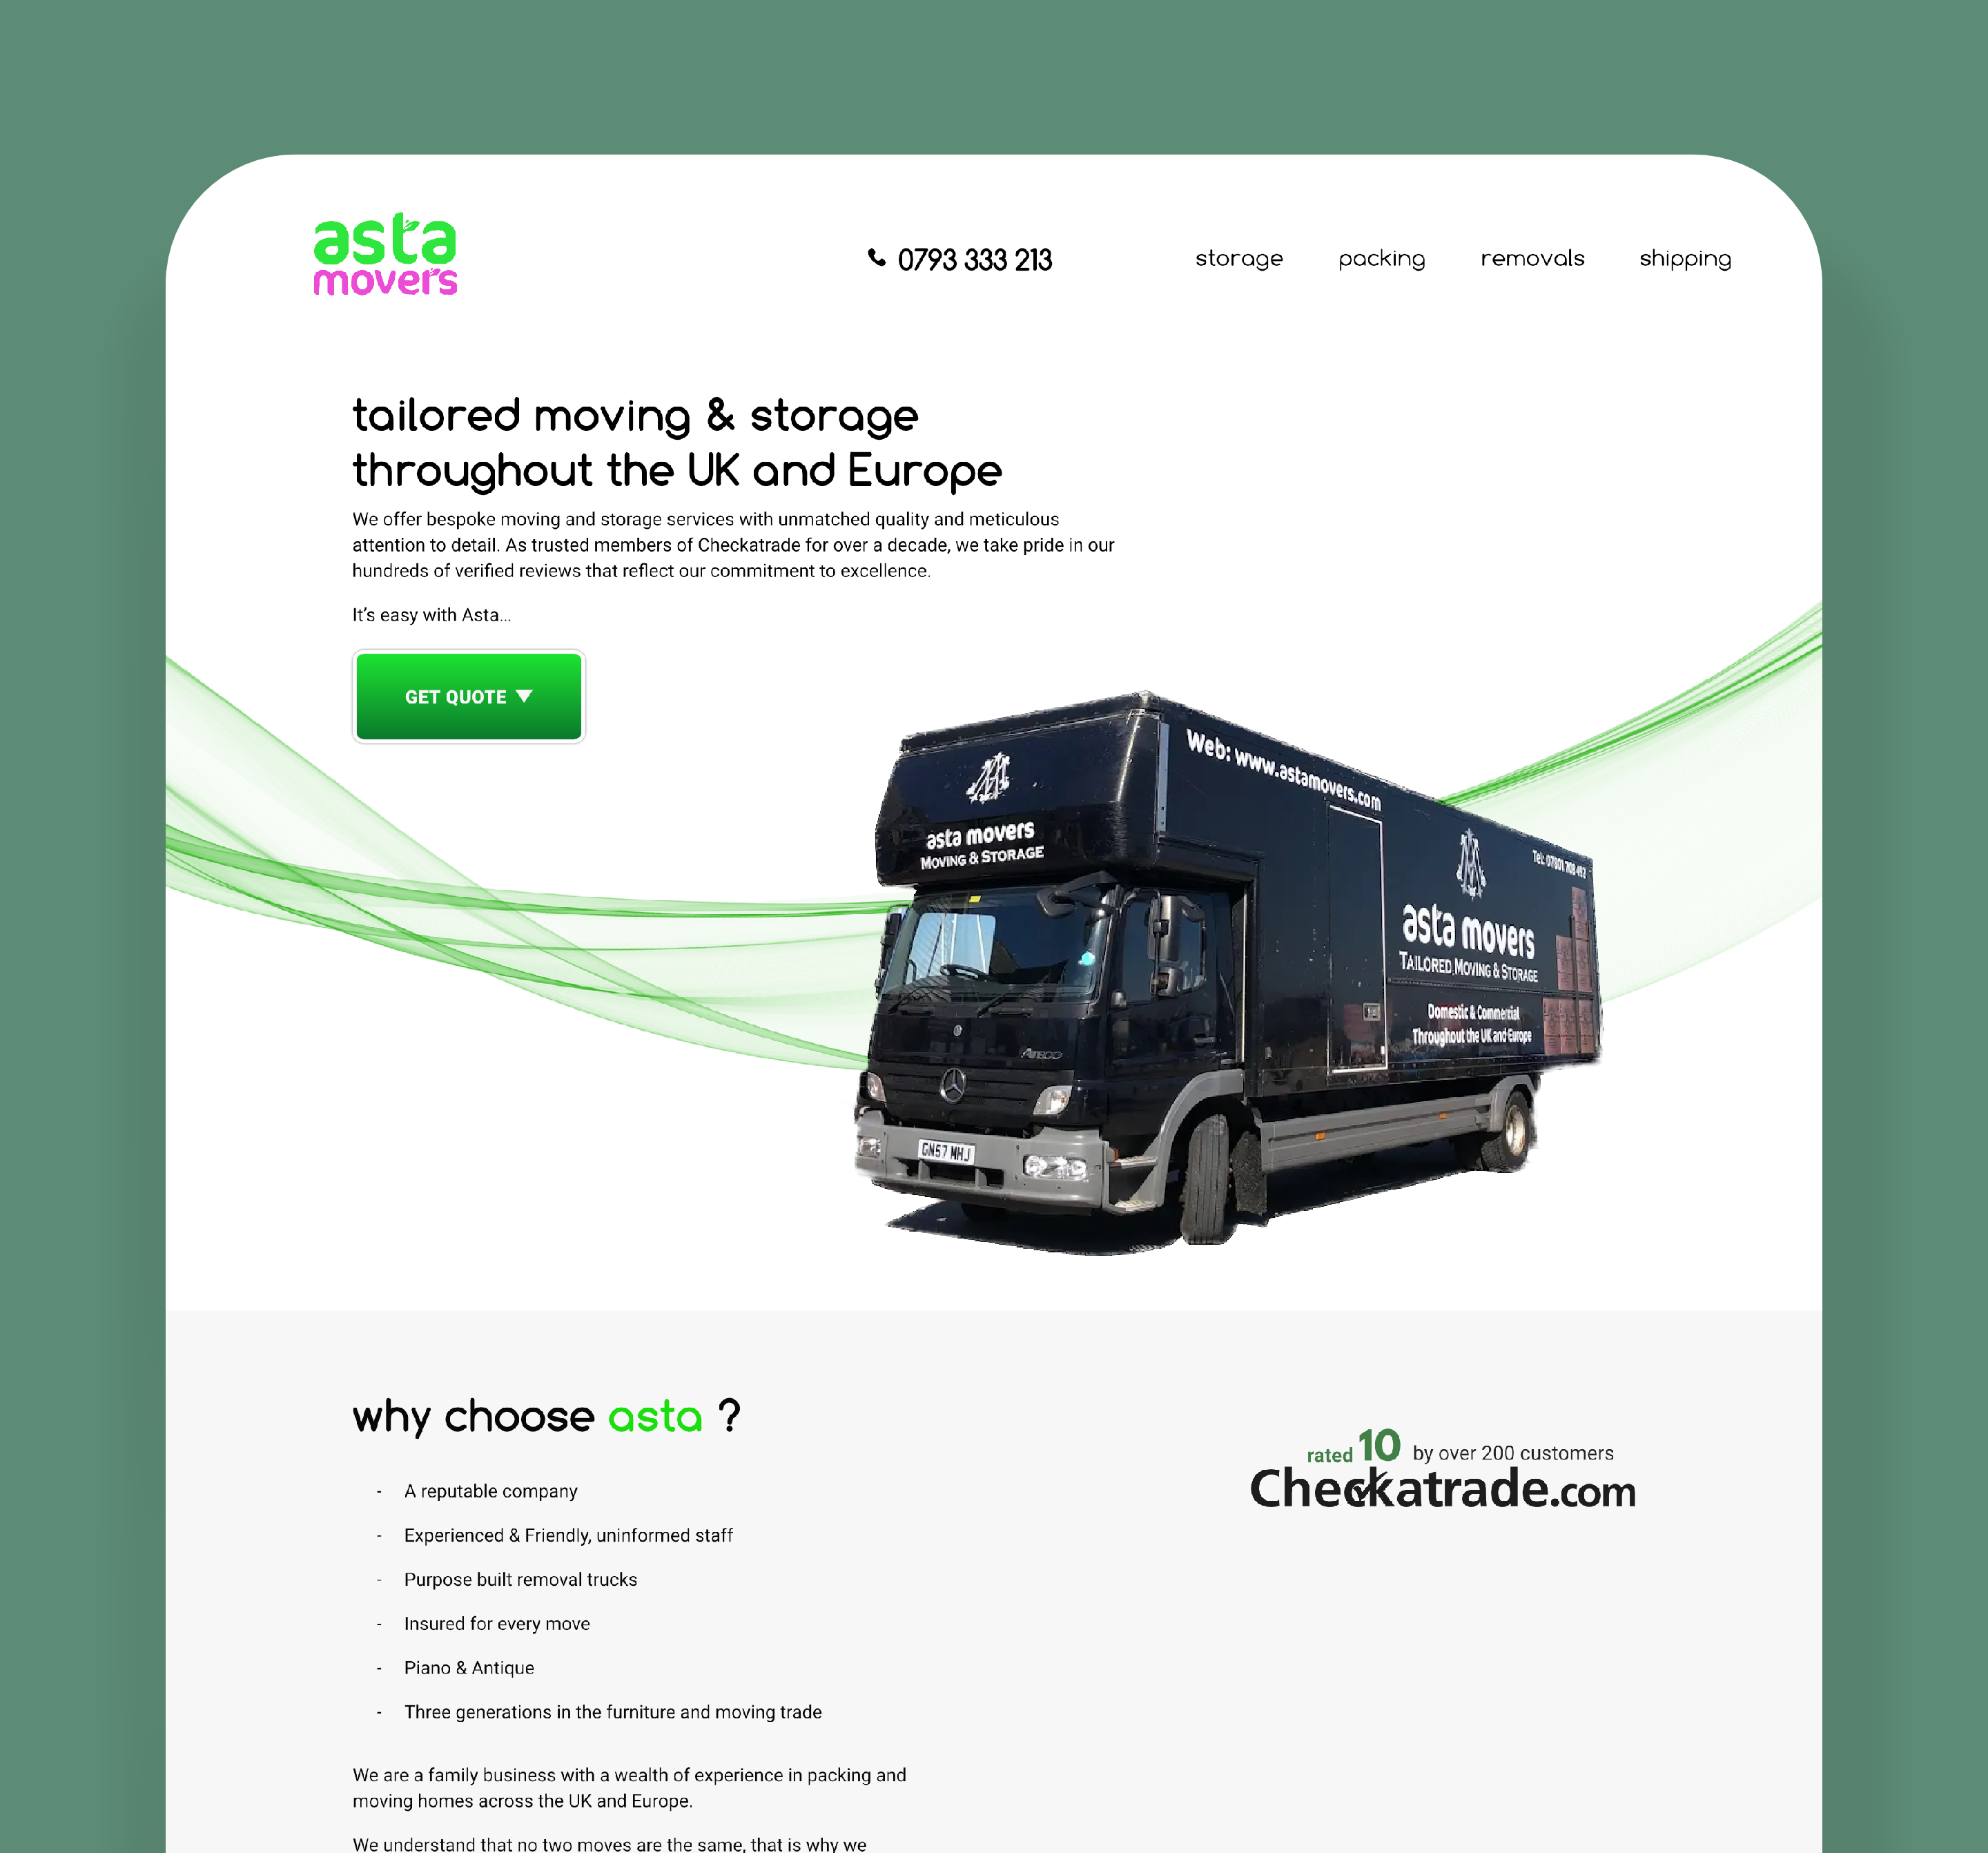 asta
movers
0793 333 213
storage
packing
removals
shipping
tailored moving & storage
throughout the UK and Europe
We offer bespoke moving and storage services with unmatched quality and meticulous
attention to detail. As trusted members of Checkatrade for over a decade, we take pride in our
hundreds of verified reviews that reflect our commitment to excellence.
It's easy with Asta...
GET QUOTE
Web: www.astamovers.com
asta movers
MOVING & STORAGE
asta movers
TAILORED MOVING & STORAGE
Domestic & Commercial
Throughout the UK and Europe
Tel:
ATEGO
GN57 MHJ
why choose asta ?
- A reputable company
- Experienced & Friendly, uninformed staff
- Purpose built removal trucks
- Insured for every move
- Piano & Antique
- Three generations in the furniture and moving trade
We are a family business with a wealth of experience in packing and
moving homes across the UK and Europe.
We understand that no two moves are the same, that is why we
rated 10 by over 200 customers
Checkatrade.com